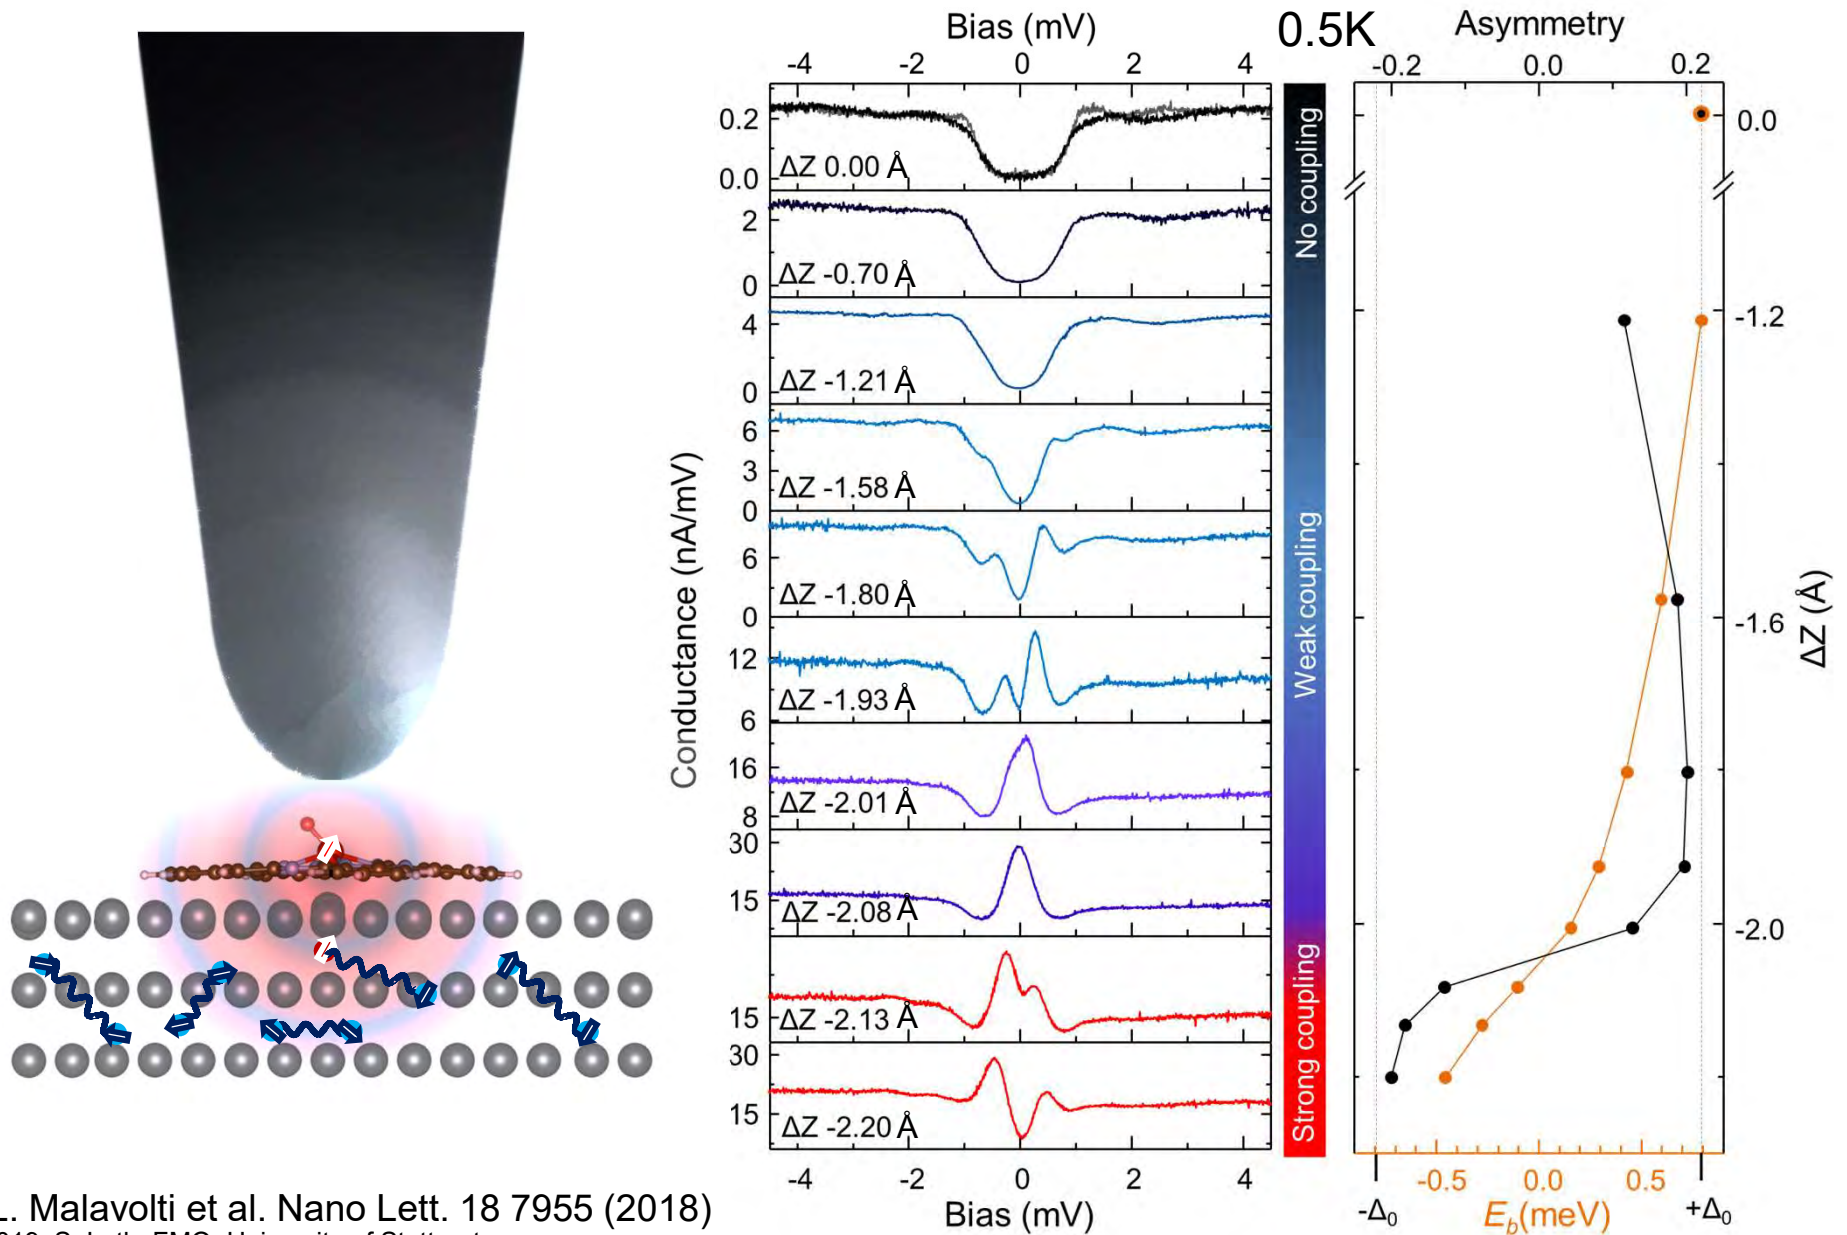 Bias (mV)
0.5K
Asymmetry
-4 -2 0 2 4
-0.2 0.0 0.2
0.2
0.0
ΔZ 0.00 Å
2
0
ΔZ -0.70 Å
4
0
ΔZ -1.21 Å
6
3
0
ΔZ -1.58 Å
6
0
ΔZ -1.80 Å
12
6
ΔZ -1.93 Å
16
8
ΔZ -2.01 Å
30
15
ΔZ -2.08 Å
15
ΔZ -2.13 Å
30
15
ΔZ -2.20 Å
Conductance (nA/mV)
-4 -2 0 2 4
Bias (mV)
No coupling
Weak coupling
Strong coupling
0.0
-1.2
-1.6
-2.0
ΔZ (Å)
-0.5 0.0 0.5
-Δ0 Eb(meV) +Δ0
L. Malavolti et al. Nano Lett. 18 7955 (2018)